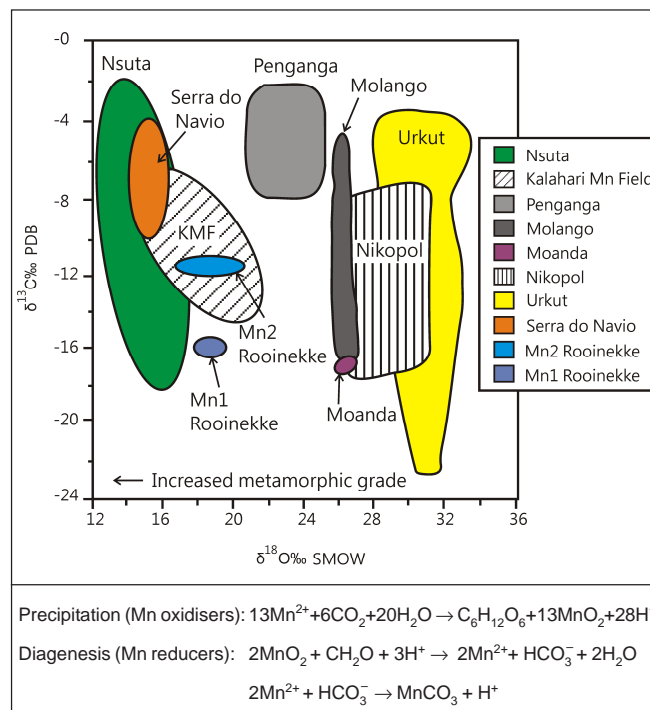 -0
-4
-8
-12
-16
-20
-24
δ13C‰ PDB
Nsuta
Serra do
Navio
Penganga
Molango
Urkut
KMF
Nikopol
Mn2
Rooinekke
Mn1
Rooinekke
Moanda
← Increased metamorphic grade
12 16 20 24 28 32 36
δ18O‰ SMOW
Nsuta
Kalahari Mn Field
Penganga
Molango
Moanda
Nikopol
Urkut
Serra do Navio
Mn2 Rooinekke
Mn1 Rooinekke
Precipitation (Mn oxidisers): 13Mn²⁺+6CO₂+20H₂O → C₆H₁₂O₆+13MnO₂+28H
Diagenesis (Mn reducers): 2MnO₂ + CH₂O + 3H⁺ → 2Mn²⁺ + HCO₃⁻ + 2H₂O
2Mn²⁺ + HCO₃⁻ → MnCO₃ + H⁺